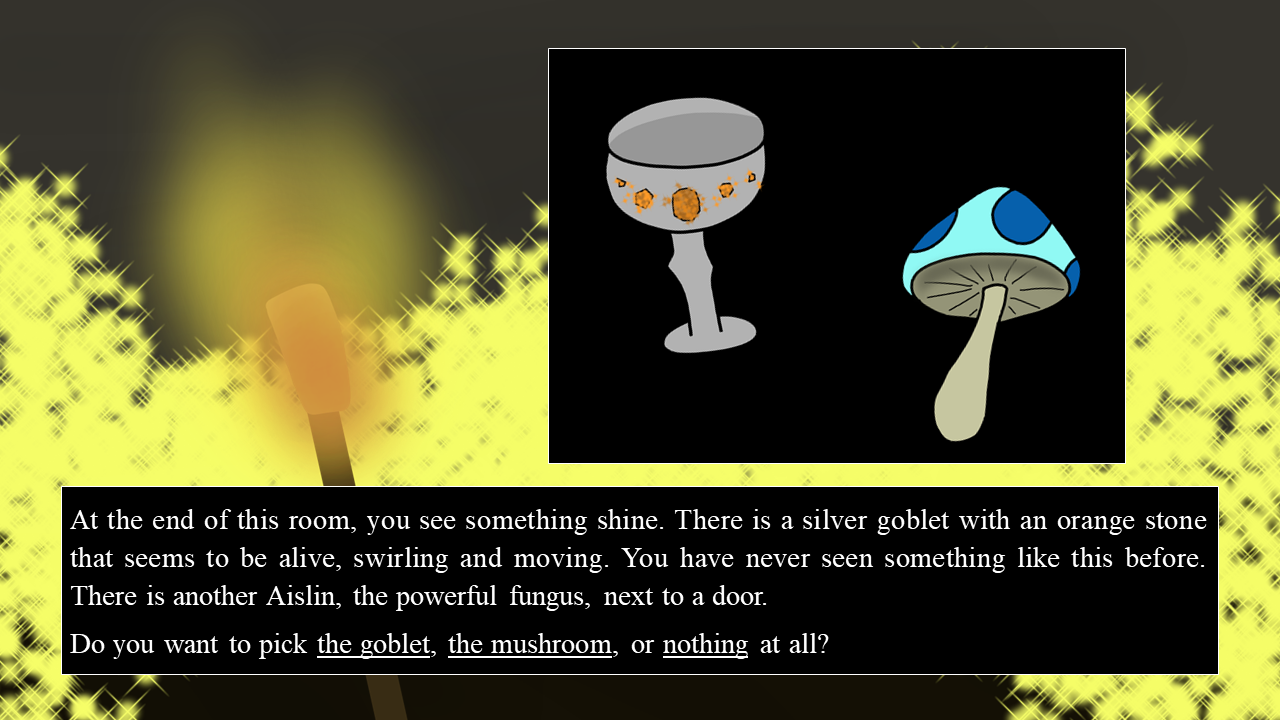 At the end of this room, you see something shine. There is a silver goblet with an orange stone
that seems to be alive, swirling and moving. You have never seen something like this before.
There is another Aislin, the powerful fungus, next to a door.
Do you want to pick the goblet, the mushroom, or nothing at all?